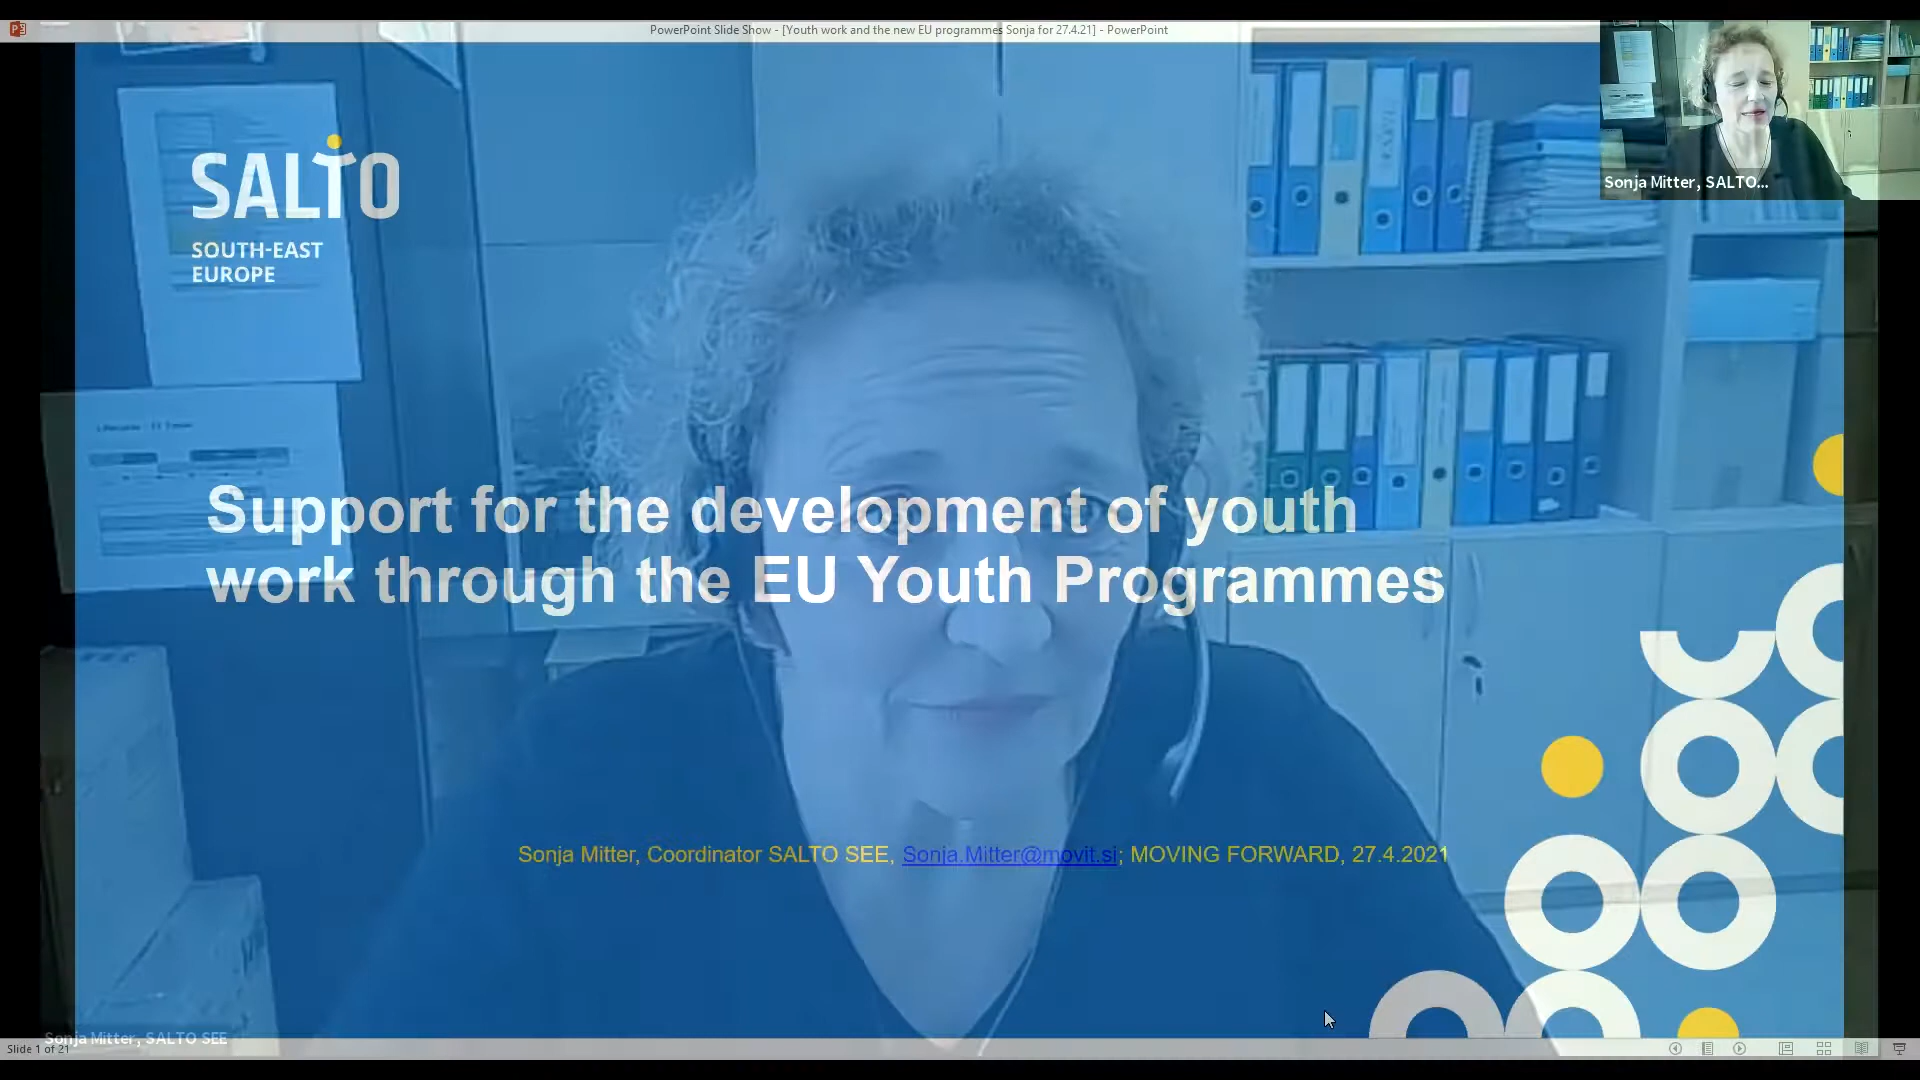 PowerPoint Slide Show - [Youth work and the new EU programmes Sonja for 27.4.21] - PowerPoint
Sonja Mitter, SALTO...
SALTO
SOUTH-EAST
EUROPE
Support for the development of youth
work through the EU Youth Programmes
Sonja Mitter, Coordinator SALTO SEE, Sonja.Mitter@movit.si; MOVING FORWARD, 27.4.2021
Sonja Mitter, SALTO SEE
Slide 1 of 21